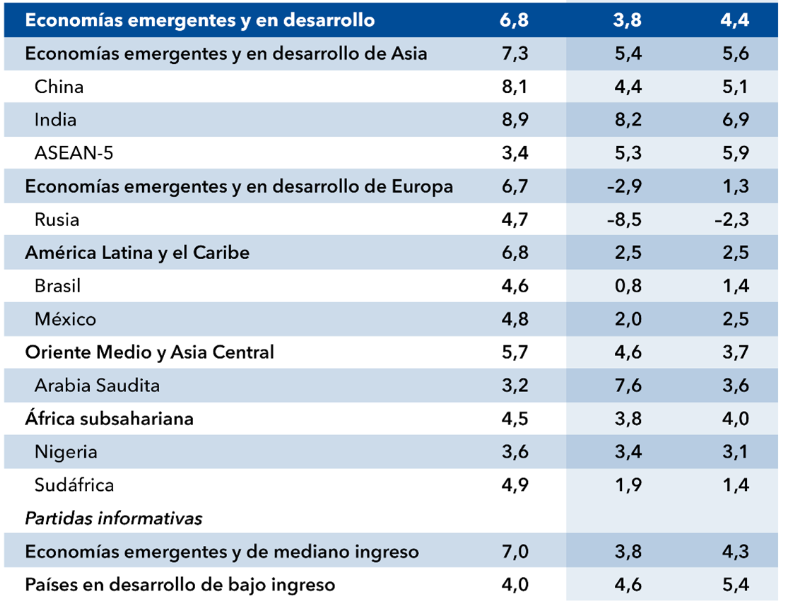 Economías emergentes y en desarrollo 6,8 3,8 4,4
Economías emergentes y en desarrollo de Asia 7,3 5,4 5,6
China 8,1 4,4 5,1
India 8,9 8,2 6,9
ASEAN-5 3,4 5,3 5,9
Economías emergentes y en desarrollo de Europa 6,7 –2,9 1,3
Rusia 4,7 –8,5 –2,3
América Latina y el Caribe 6,8 2,5 2,5
Brasil 4,6 0,8 1,4
México 4,8 2,0 2,5
Oriente Medio y Asia Central 5,7 4,6 3,7
Arabia Saudita 3,2 7,6 3,6
África subsahariana 4,5 3,8 4,0
Nigeria 3,6 3,4 3,1
Sudáfrica 4,9 1,9 1,4
Partidas informativas
Economías emergentes y de mediano ingreso 7,0 3,8 4,3
Países en desarrollo de bajo ingreso 4,0 4,6 5,4